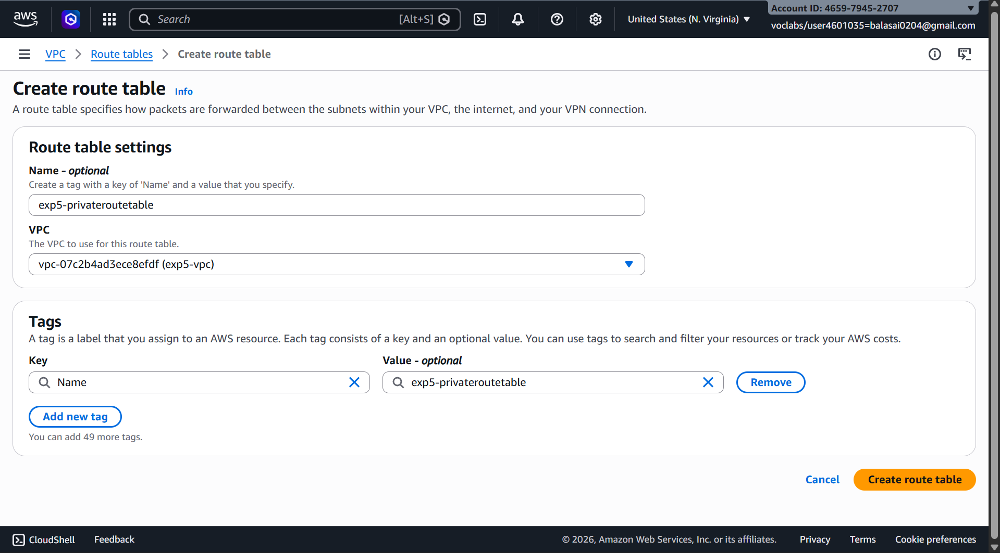 aws
Search
[Alt+S]
United States (N. Virginia)
Account ID: 4659-7945-2707
voclabs/user4601035=balasai0204@gmail.com
VPC
Route tables
Create route table
Create route table Info
A route table specifies how packets are forwarded between the subnets within your VPC, the internet, and your VPN connection.
Route table settings
Name - optional
Create a tag with a key of 'Name' and a value that you specify.
exp5-privateroutetable
VPC
The VPC to use for this route table.
vpc-07c2b4ad3ece8efdf (exp5-vpc)
Tags
A tag is a label that you assign to an AWS resource. Each tag consists of a key and an optional value. You can use tags to search and filter your resources or track your AWS costs.
Key
Value - optional
Name
exp5-privateroutetable
Remove
Add new tag
You can add 49 more tags.
Cancel
Create route table
CloudShell
Feedback
© 2026, Amazon Web Services, Inc. or its affiliates.
Privacy
Terms
Cookie preferences